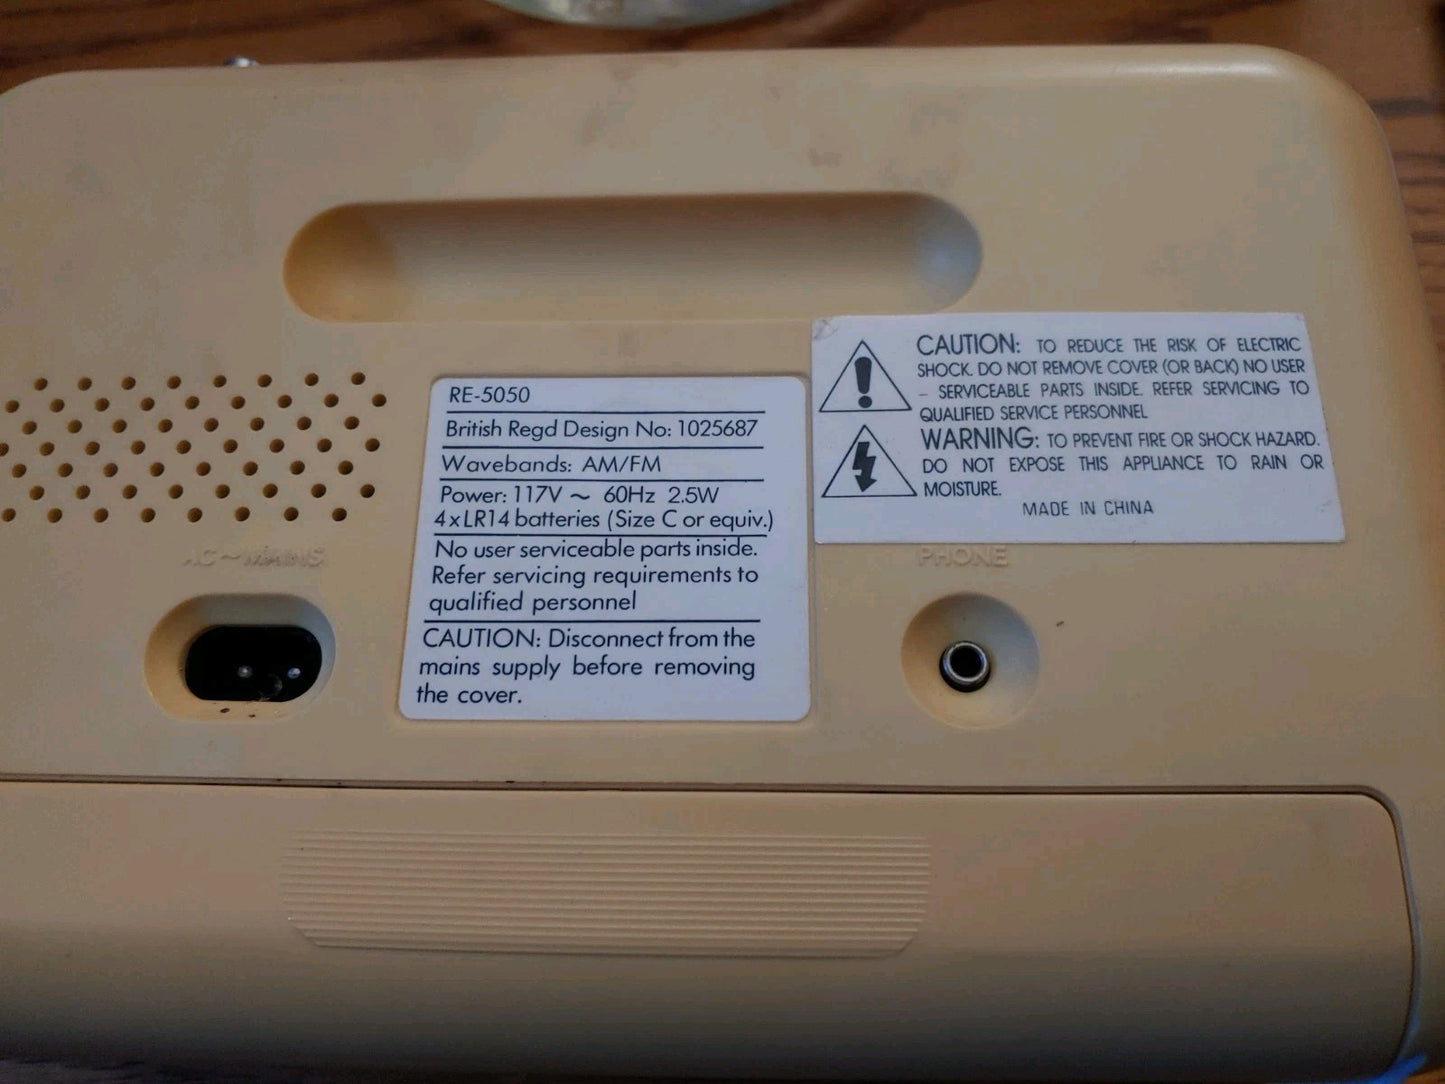 RE-5050
British Regd Design No: 1025687
Wavebands: AM/FM
Power: 117V ~ 60Hz 2.5W
4xLR14 batteries (Size C or equiv.)
No user serviceable parts inside.
Refer servicing requirements to
qualified personnel
CAUTION: Disconnect from the
mains supply before removing
the cover.
CAUTION: TO REDUCE THE RISK OF ELECTRIC
SHOCK. DO NOT REMOVE COVER (OR BACK) NO USER
– SERVICEABLE PARTS INSIDE. REFER SERVICING TO
QUALIFIED SERVICE PERSONNEL
WARNING: TO PREVENT FIRE OR SHOCK HAZARD.
DO NOT EXPOSE THIS APPLIANCE TO RAIN OR
MOISTURE.
MADE IN CHINA
AC ~ MAINS
PHONE